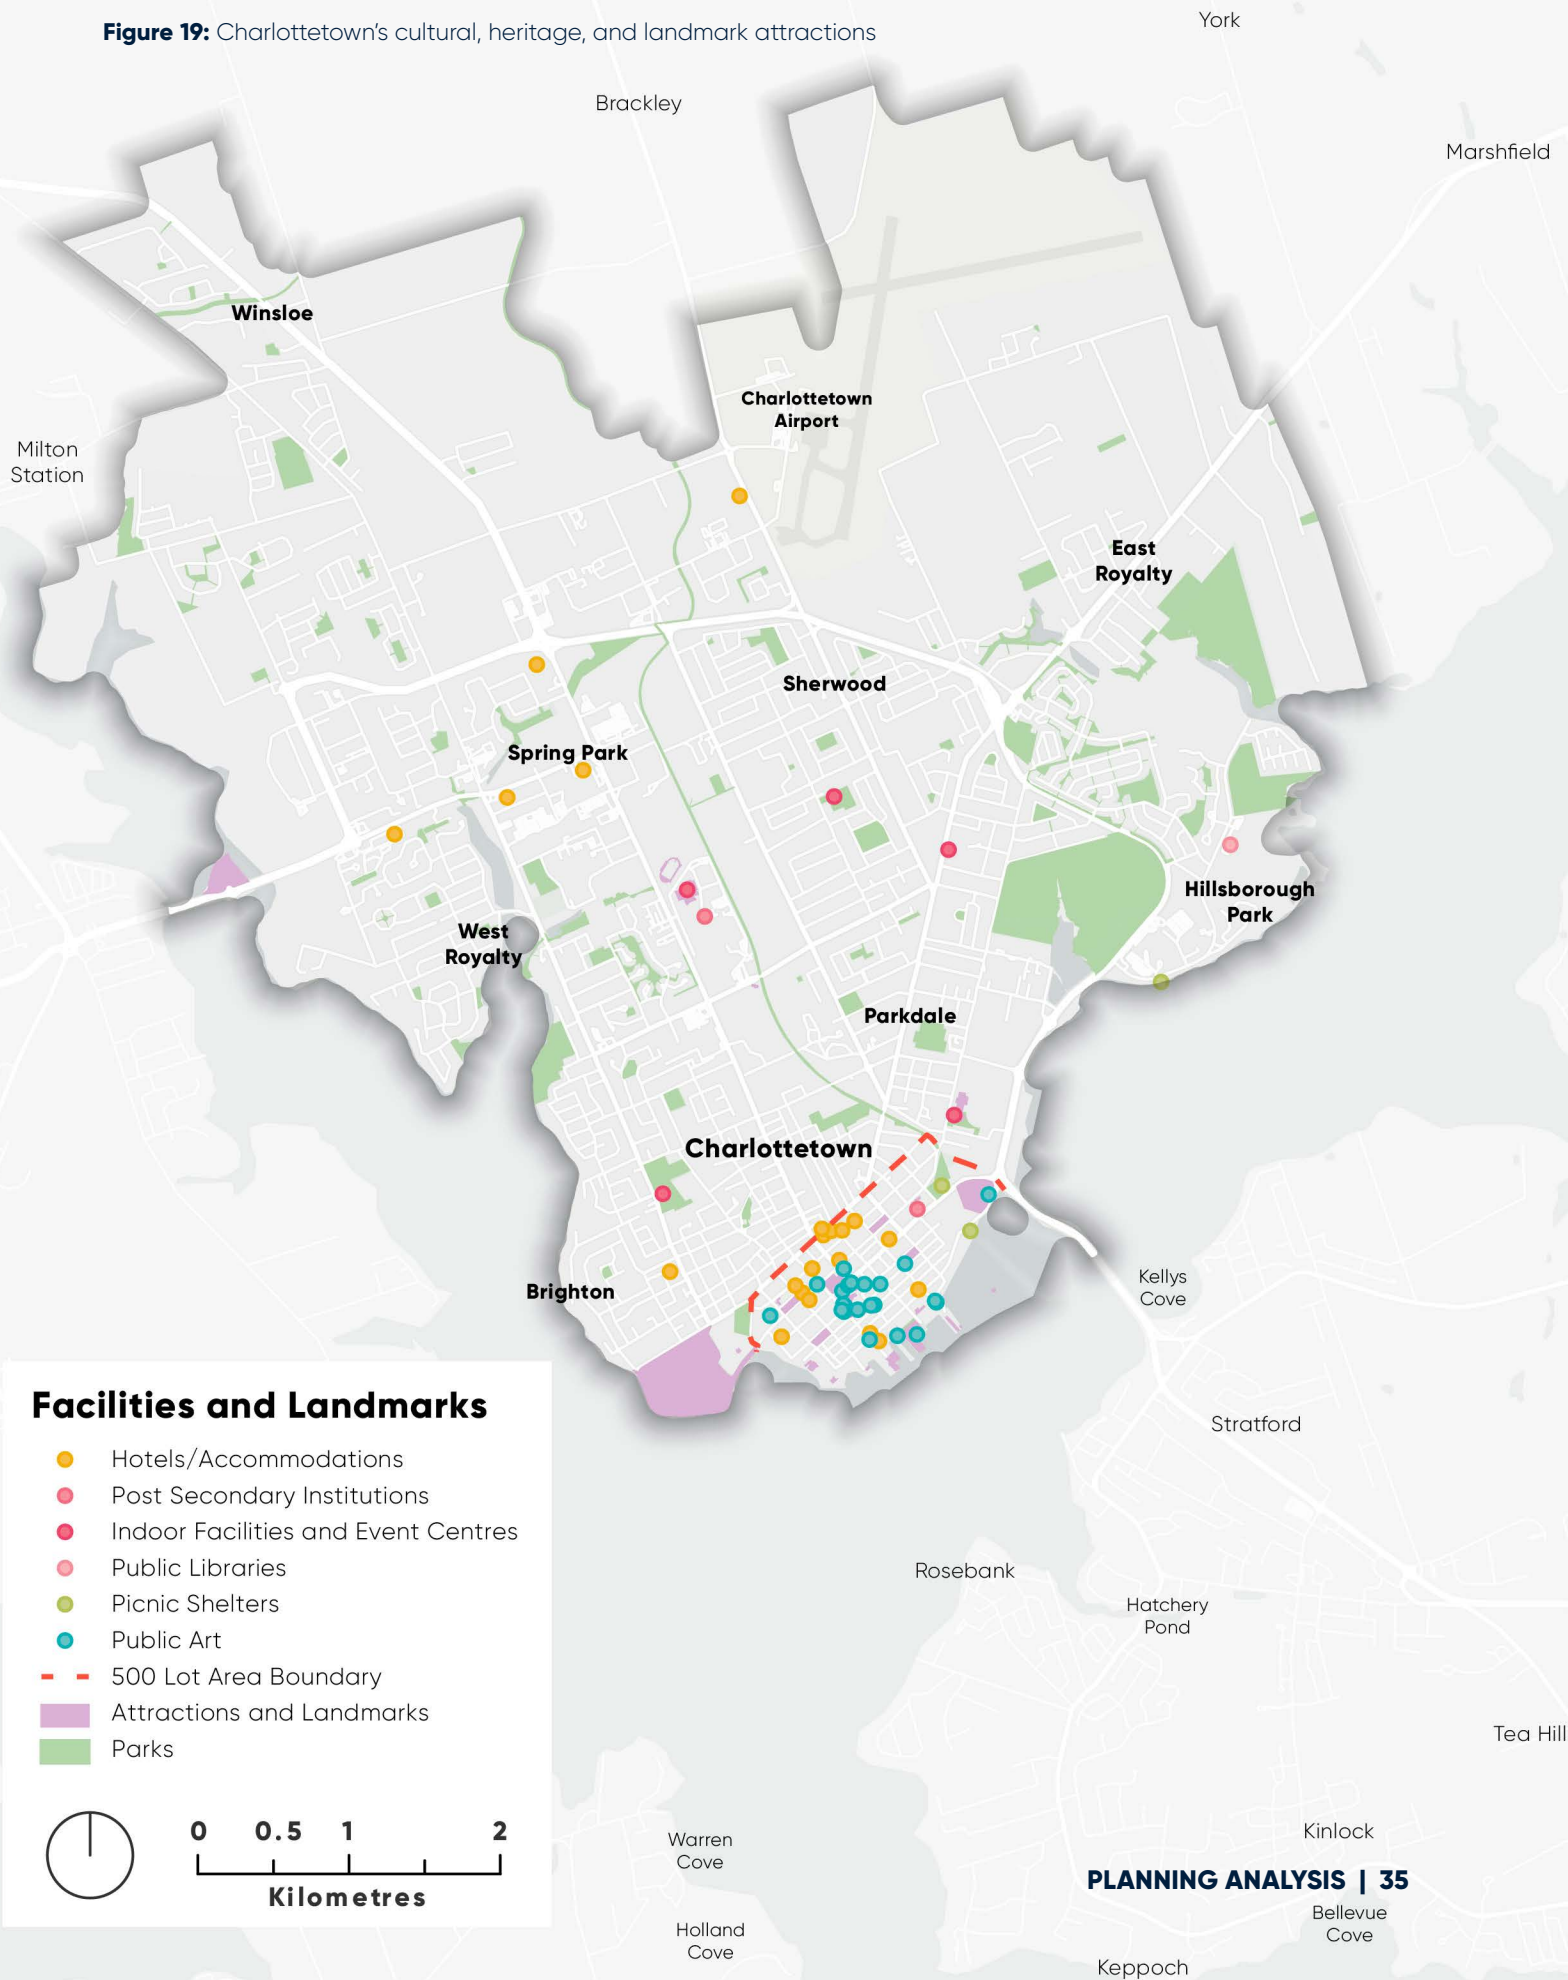 Figure 19: Charlottetown's cultural, heritage, and landmark attractions
York
Brackley
Marshfield
Winsloe
Charlottetown
Airport
Milton
Station
East
Royalty
Sherwood
Spring Park
Hillsborough
Park
West
Royalty
Parkdale
Charlottetown
Brighton
Kellys
Cove
Stratford
Rosebank
Hatchery
Pond
Tea Hill
Warren
Cove
Kinlock
Holland
Cove
Bellevue
Cove
Keppoch
Facilities and Landmarks
Hotels/Accommodations
Post Secondary Institutions
Indoor Facilities and Event Centres
Public Libraries
Picnic Shelters
Public Art
500 Lot Area Boundary
Attractions and Landmarks
Parks
0 0.5 1 2
Kilometres
PLANNING ANALYSIS | 35